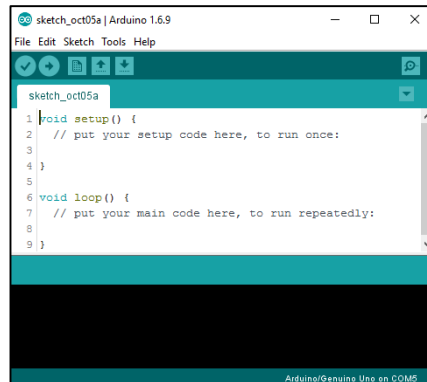 sketch_oct05a | Arduino 1.6.9
File Edit Sketch Tools Help
sketch_oct05a
1 void setup() {
2 // put your setup code here, to run once:
3
4 }
5
6 void loop() {
7 // put your main code here, to run repeatedly:
8
9 }
Arduino/Genuino Uno on COM5